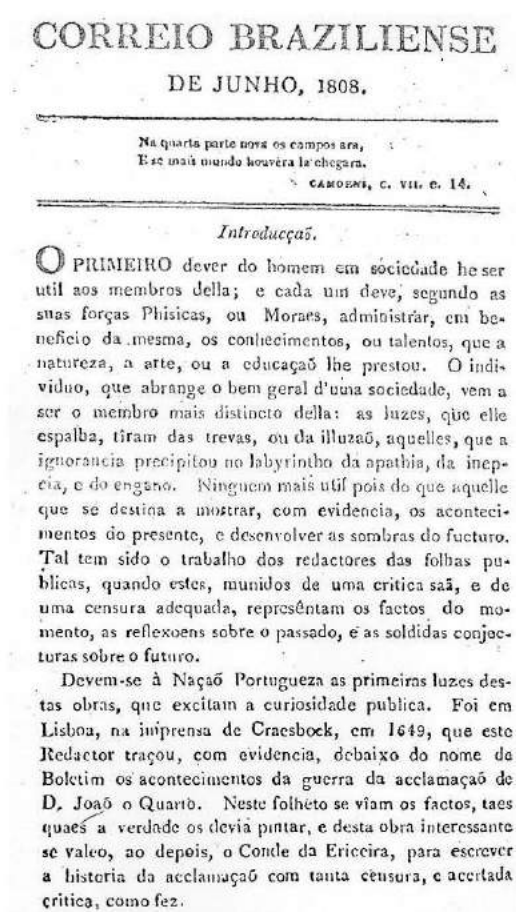 CORREIO BRAZILIENSE
DE JUNHO, 1808.
Na quarta parte nova os campos ara,
E se mais mundo houvéra la chegara.
CAMOENS, C. VII. e. 14.
Introducçaõ.
O PRIMEIRO dever do homem em sociedade he ser
util aos membros della; e cada um deve, segundo as
suas forças Phisicas, ou Moraes, administrar, em be-
neficio da mesma, os conhecimentos, ou talentos, que a
natureza, a arte, ou a educaçaõ lhe prestou. O indi-
viduo, que abrange o bem geral d'uma sociedade, vem a
ser o membro mais distincto della: as luzes, que elle
espalha, tiram das trevas, ou da illuzaõ, aquelles, que a
ignorancia precipitou no labyrintho da apathia, da inep-
cia, e do engano. Ninguem mais util pois do que aquelle
que se destina a mostrar, com evidencia, os aconteci-
mentos do presente, e desenvolver as sombras do fucturo.
Tal tem sido o trabalho dos redactores das folhas pu-
blicas, quando estes, munidos de uma critica saã, e de
uma censura adequada, represêntam os factos do mo-
mento, as reflexoens sobre o passado, e as soldidas conjec-
turas sobre o futuro.
Devem-se à Naçaõ Portugueza as primeiras luzes des-
tas obras, que excitam a curiosidade publica. Foi em
Lisboa, na imprensa de Craesbeck, em 1649, que este
Redactor traçou, com evidencia, debaixo do nome de
Boletim os acontecimentos da guerra da acclamaçaõ de
D. Joaõ o Quarto. Neste folheto se viam os factos, taes
quaes a verdade os devia pintar, e desta obra interessante
se valeo, ao depois, o Conde da Ericeira, para escrever
a historia da acclamaçaõ com tanta censura, e acertada
critica, como fez.